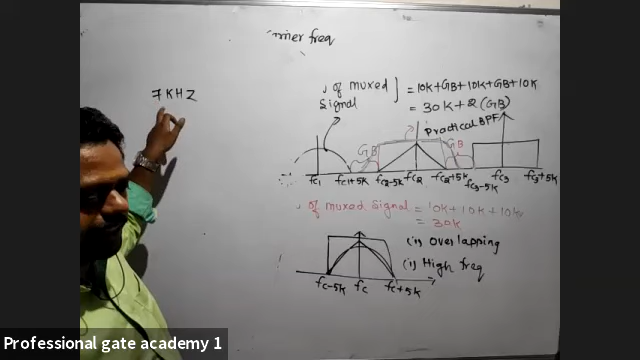 freq
7KHZ
of muxed
Signal
= 10K+GB+10K+GB+10K
= 30K+2(GB)
Practical BPF
GB
GB
fc1
fc1+5K
fc2-5K
fc2
fc2+5K
fc3-5K
fc3
fc3+5K
of muxed Signal = 10K+10K+10K
= 30K
(i) Overlapping
(ii) High freq
fc-5K
fc
fc+5K
Professional gate academy 1